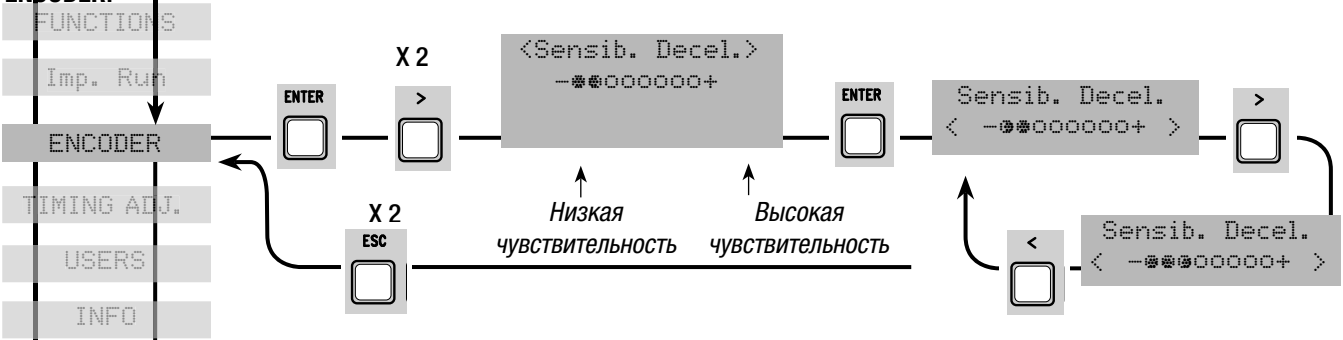 ENCODER:
FUNCTIONS
Imp. Run
ENCODER
TIMING ADJ.
USERS
INFO
ENTER
X 2
>
<Sensib. Decel.>
-●●○○○○○○+
Низкая
чувствительность
Высокая
чувствительность
ENTER
Sensib. Decel.
< -●●○○○○○○+ >
>
Sensib. Decel.
< -●●●○○○○○+ >
<
X 2
ESC